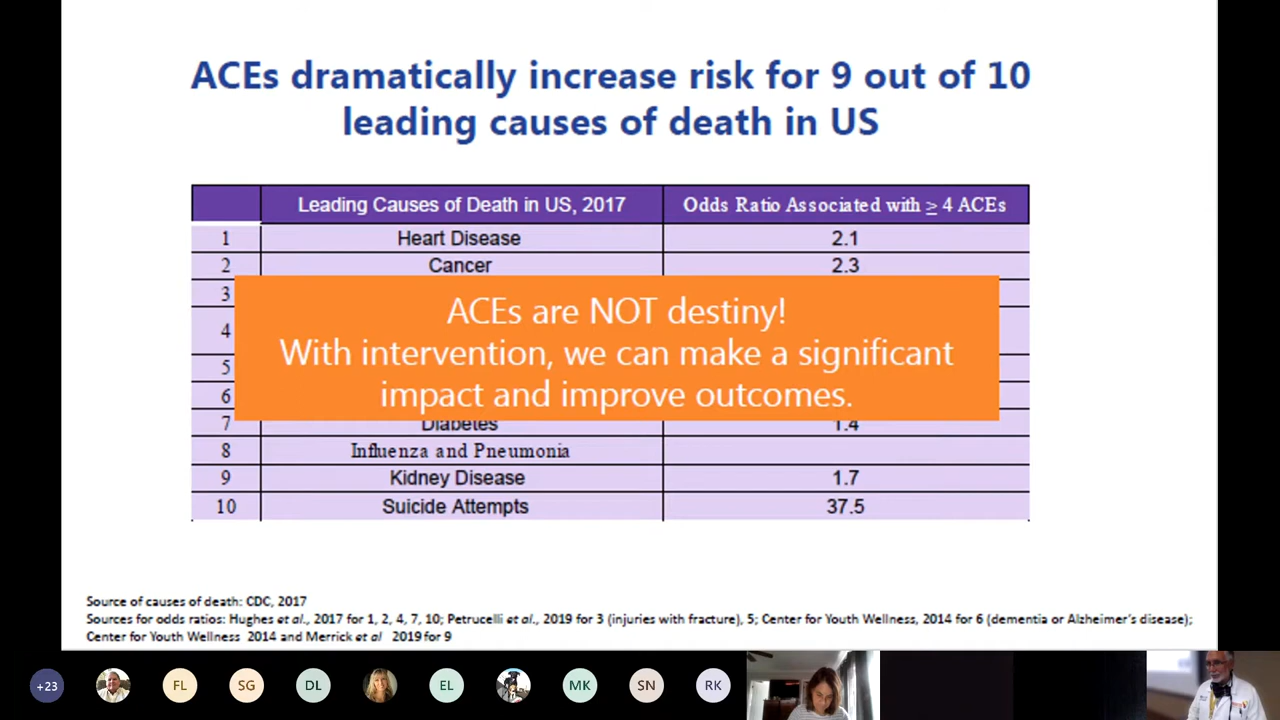 ACEs dramatically increase risk for 9 out of 10
leading causes of death in US
Leading Causes of Death in US, 2017 Odds Ratio Associated with ≥ 4 ACEs
1 Heart Disease 2.1
2 Cancer 2.3
3
4
5
6
ACEs are NOT destiny!
With intervention, we can make a significant
impact and improve outcomes.
7 Diabetes 1.4
8 Influenza and Pneumonia
9 Kidney Disease 1.7
10 Suicide Attempts 37.5
Source of causes of death: CDC, 2017
Sources for odds ratios: Hughes et al., 2017 for 1, 2, 4, 7, 10; Petrucelli et al., 2019 for 3 (injuries with fracture), 5; Center for Youth Wellness, 2014 for 6 (dementia or Alzheimer's disease);
Center for Youth Wellness 2014 and Merrick et al 2019 for 9
+23 FL SG DL EL MK SN RK